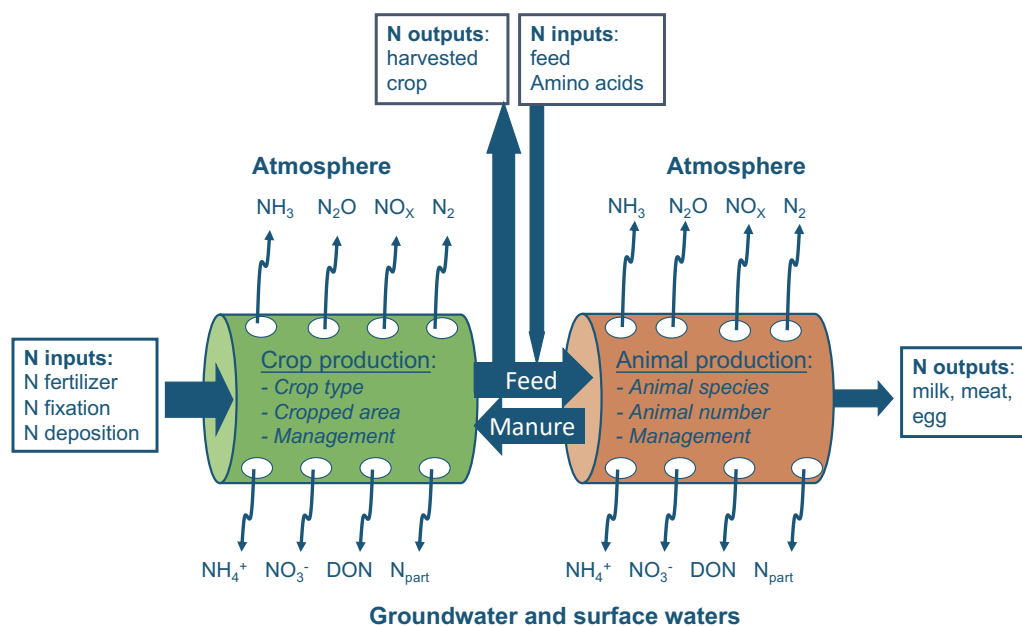 N outputs:
harvested
crop
N inputs:
feed
Amino acids
Atmosphere
Atmosphere
NH₃ N₂O NOX N₂
NH₃ N₂O NOX N₂
N inputs:
N fertilizer
N fixation
N deposition
Crop production:
- Crop type
- Cropped area
- Management
Feed
Manure
Animal production:
- Animal species
- Animal number
- Management
N outputs:
milk, meat,
egg
NH₄⁺ NO₃⁻ DON Npart
NH₄⁺ NO₃⁻ DON Npart
Groundwater and surface waters